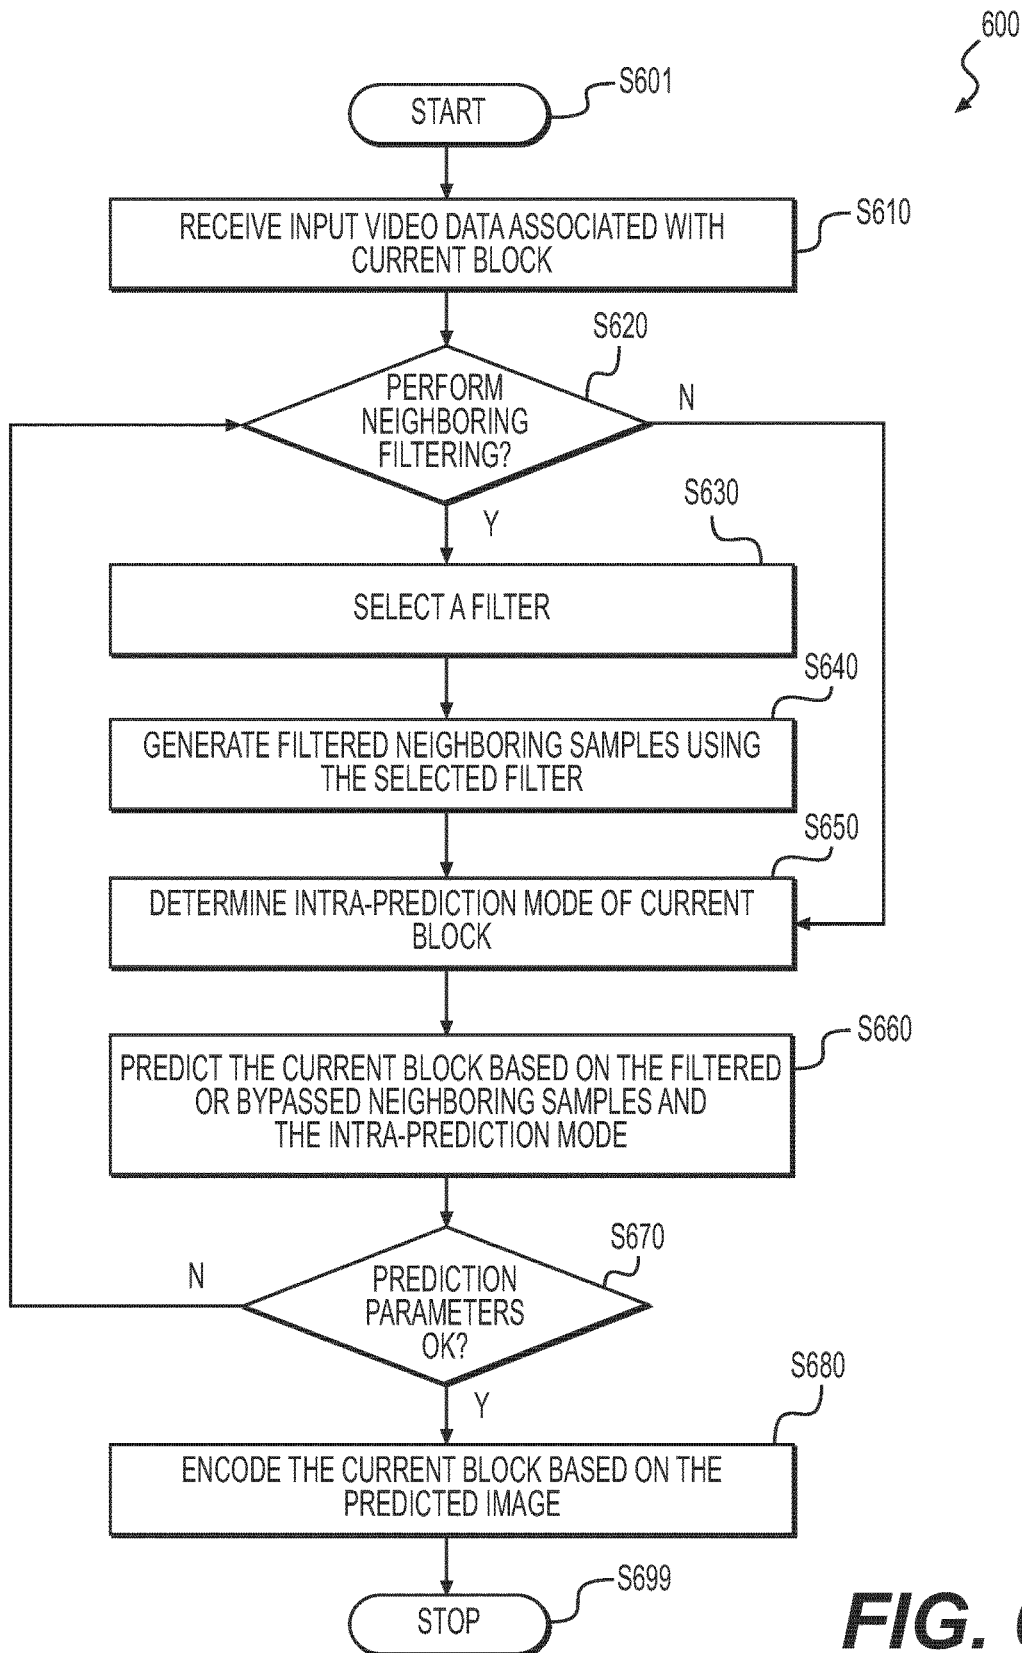 600
START
S601
RECEIVE INPUT VIDEO DATA ASSOCIATED WITH
CURRENT BLOCK
S610
S620
PERFORM
NEIGHBORING
FILTERING?
N
Y
S630
SELECT A FILTER
S640
GENERATE FILTERED NEIGHBORING SAMPLES USING
THE SELECTED FILTER
S650
DETERMINE INTRA-PREDICTION MODE OF CURRENT
BLOCK
S660
PREDICT THE CURRENT BLOCK BASED ON THE FILTERED
OR BYPASSED NEIGHBORING SAMPLES AND
THE INTRA-PREDICTION MODE
S670
N
PREDICTION
PARAMETERS
OK?
Y
S680
ENCODE THE CURRENT BLOCK BASED ON THE
PREDICTED IMAGE
S699
STOP
FIG.